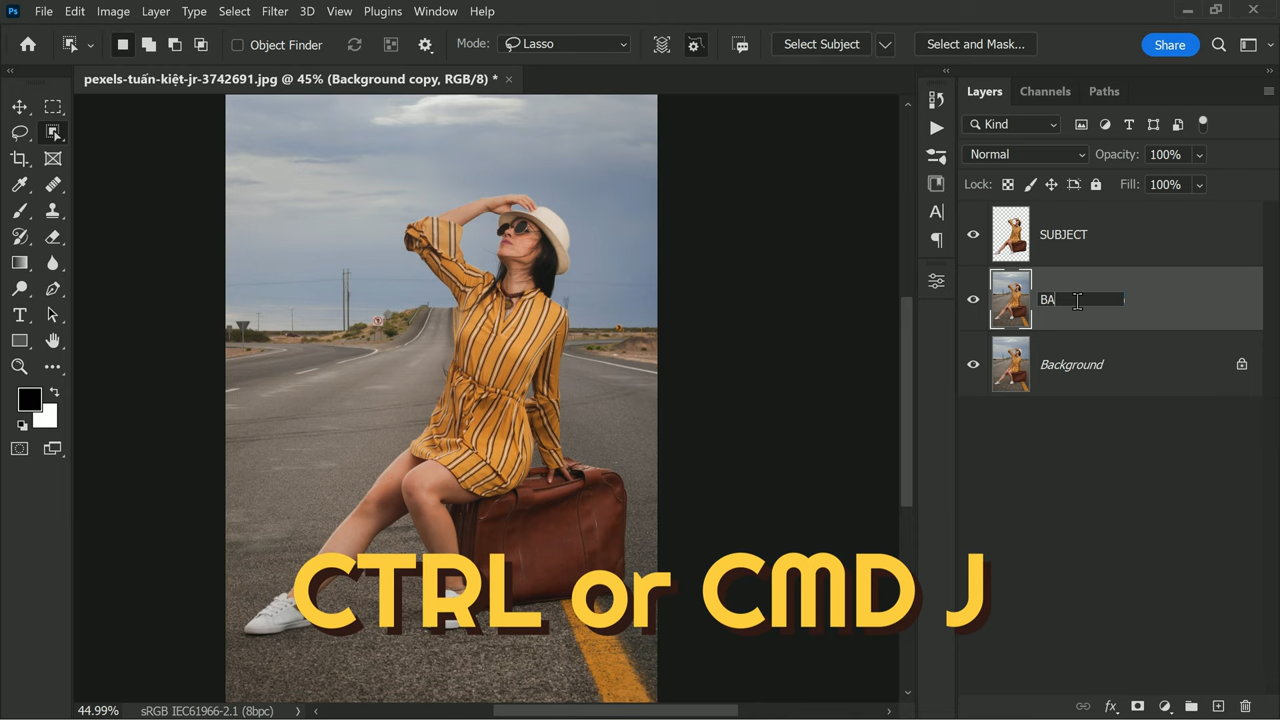 Ps File Edit Image Layer Type Select Filter 3D View Plugins Window Help
Object Finder Mode: Lasso Select Subject Select and Mask... Share
pexels-tuấn-kiệt-jr-3742691.jpg @ 45% (Background copy, RGB/8) * ×
Layers Channels Paths
Kind
Normal Opacity: 100%
Lock: Fill: 100%
SUBJECT
BA
Background
CTRL or CMD J
44.99% sRGB IEC61966-2.1 (8bpc)